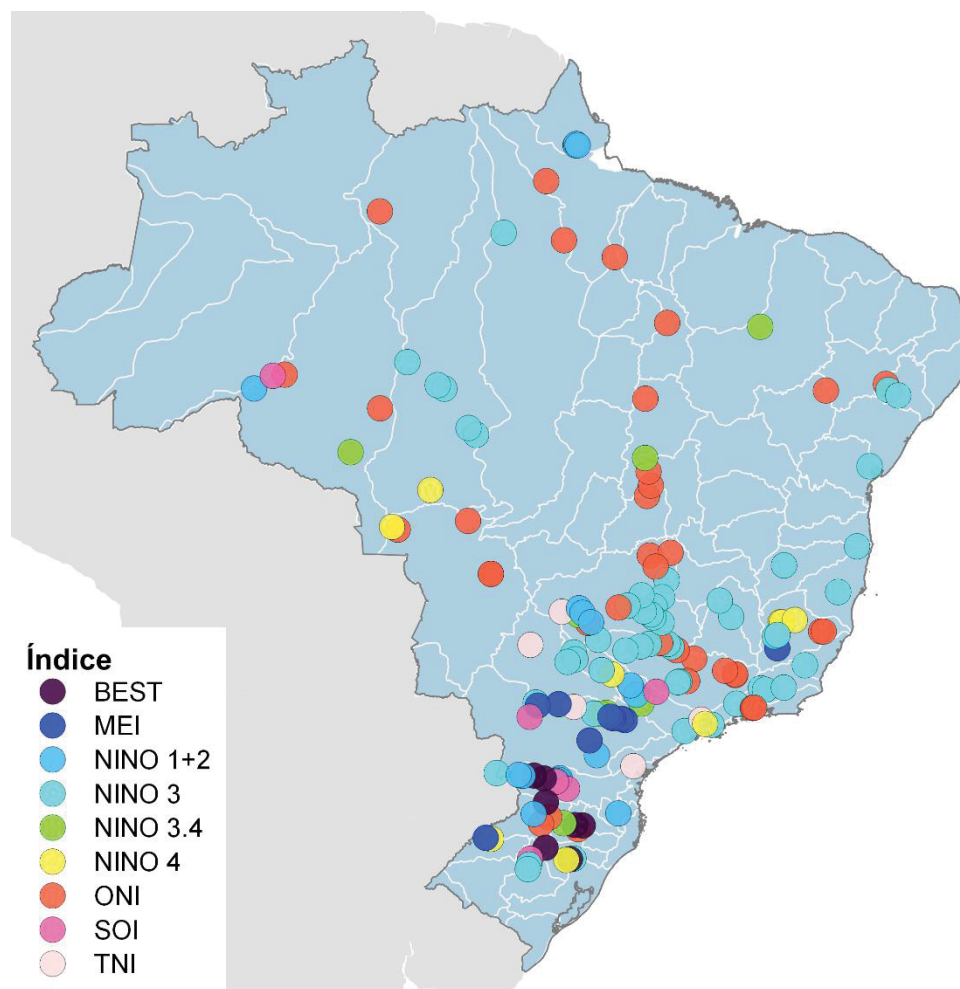 Índice
BEST
MEI
NINO 1+2
NINO 3
NINO 3.4
NINO 4
ONI
SOI
TNI